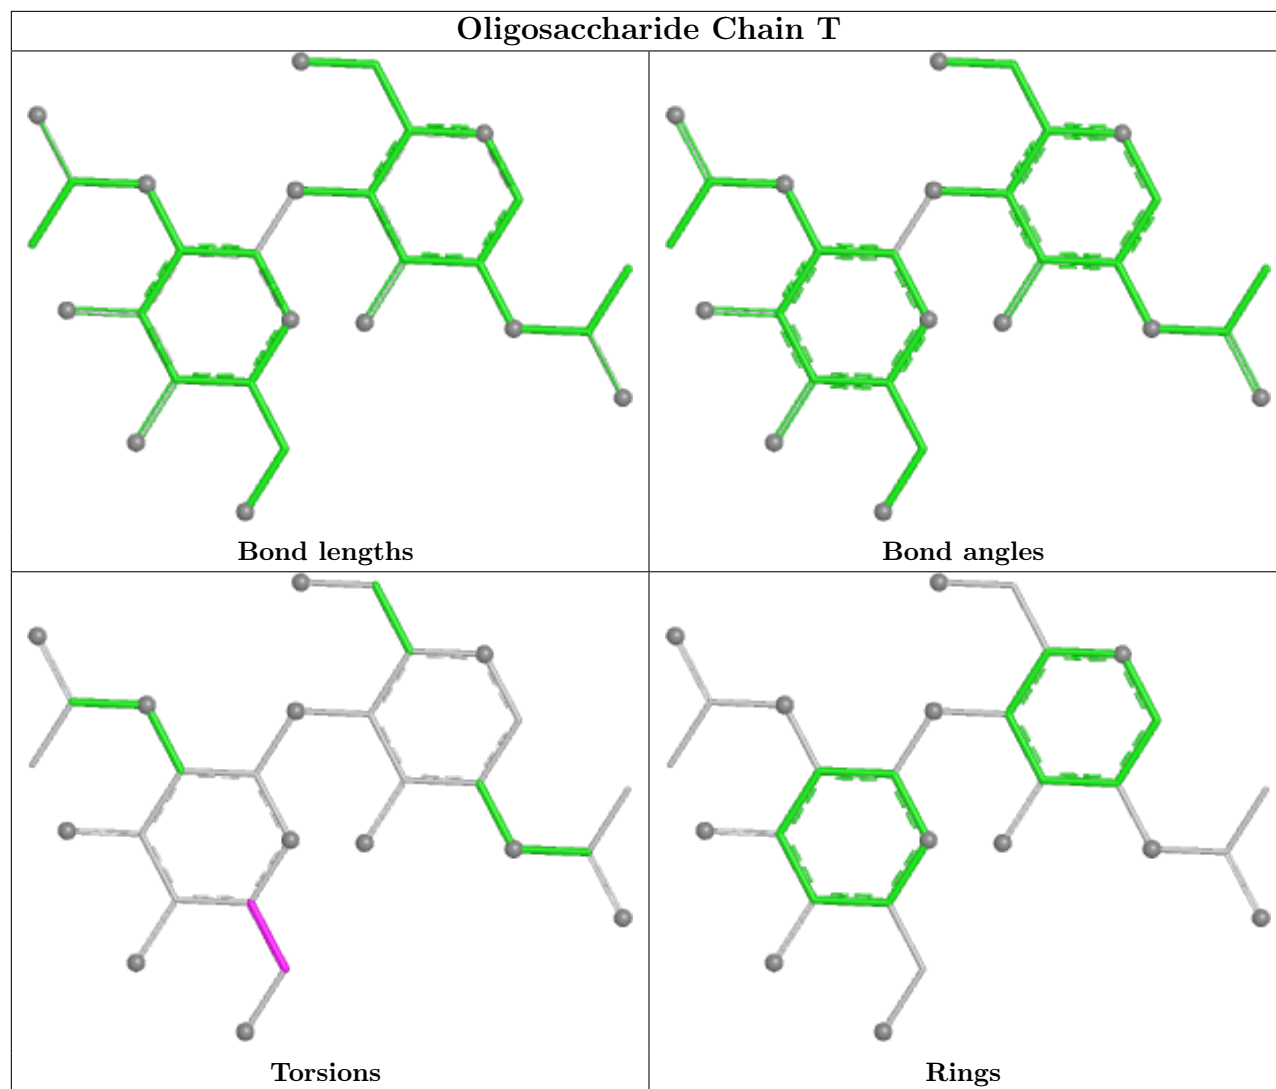 Oligosaccharide Chain T
Bond lengths
Bond angles
Torsions
Rings